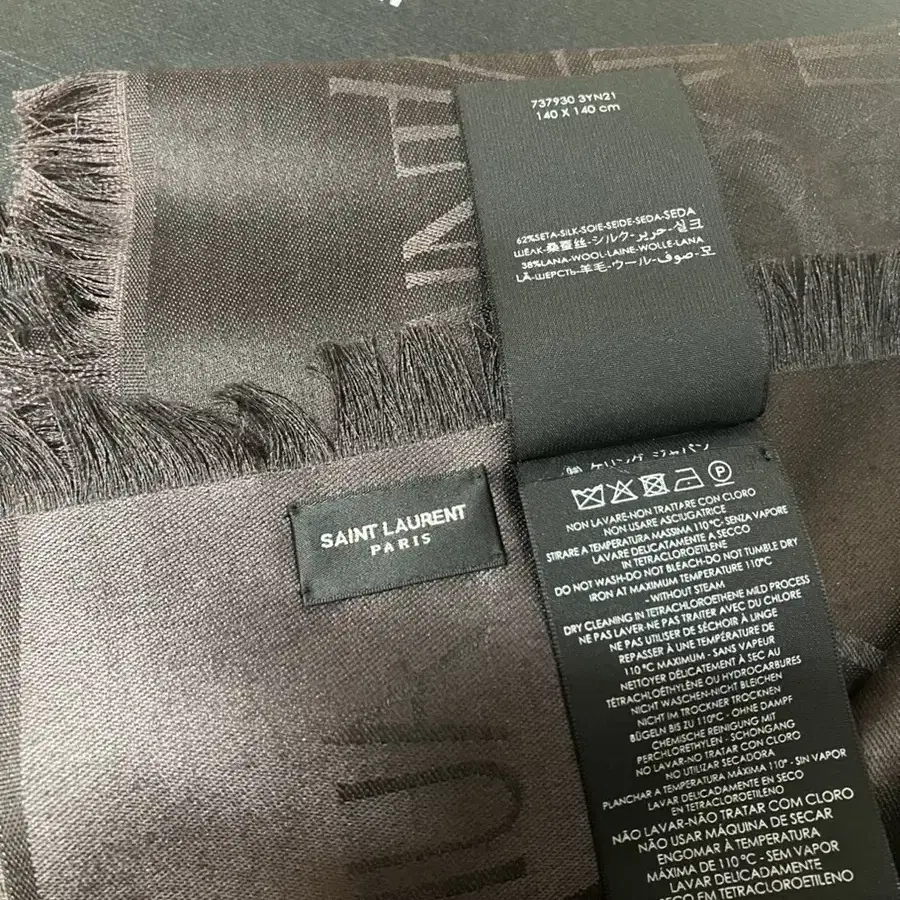 737930 3YN21
140 X 140 cm
62%SETA-SILK-SOIE-SEIDE-SEDA-SEDA
ШЕЛК-桑蚕丝-シルク-حرير-실크
38%LANA-WOOL-LAINE-WOLLE-LANA
LÃ-ШЕРСТЬ-羊毛-ウール-صوف-모
SAINT LAURENT
PARIS
ジャパン
P
NON LAVARE-NON TRATTARE CON CLORO
NON USARE ASCIUGATRICE
STIRARE A TEMPERATURA MASSIMA 110°C-SENZA VAPORE
LAVARE DELICATAMENTE A SECCO
IN TETRACLOROETILENE
DO NOT WASH-DO NOT BLEACH-DO NOT TUMBLE DRY
IRON AT MAXIMUM TEMPERATURE 110°C
- WITHOUT STEAM
DRY CLEANING IN TETRACHLOROETHENE MILD PROCESS
NE PAS LAVER-NE PAS TRAITER AVEC DU CHLORE
NE PAS UTILISER DE SÉCHOIR À LINGE
REPASSER À UNE TEMPÉRATURE DE
110 °C MAXIMUM - SANS VAPEUR
NETTOYER DÉLICATEMENT À SEC AU
TÉTRACHLOÉTHYLÈNE OU HYDROCARBURES
NICHT WASCHEN-NICHT BLEICHEN
NICHT IM TROCKNER TROCKNEN
BÜGELN BIS ZU 110°C - OHNE DAMPF
CHEMISCHE REINIGUNG MIT
PERCHLORETHYLEN - SCHONGANG
NO LAVAR-NO TRATAR CON CLORO
NO UTILIZAR SECADORA
PLANCHAR A TEMPERATURA MÁXIMA 110° - SIN VAPOR
LAVAR DELICADAMENTE EN SECO
EN TETRACLOROETILENO
NÃO LAVAR-NÃO TRATAR COM CLORO
NÃO USAR MÁQUINA DE SECAR
ENGOMAR À TEMPERATURA
MÁXIMA DE 110 °C - SEM VAPOR
LAVAR DELICADAMENTE
SECO EM TETRACLOROETILENO